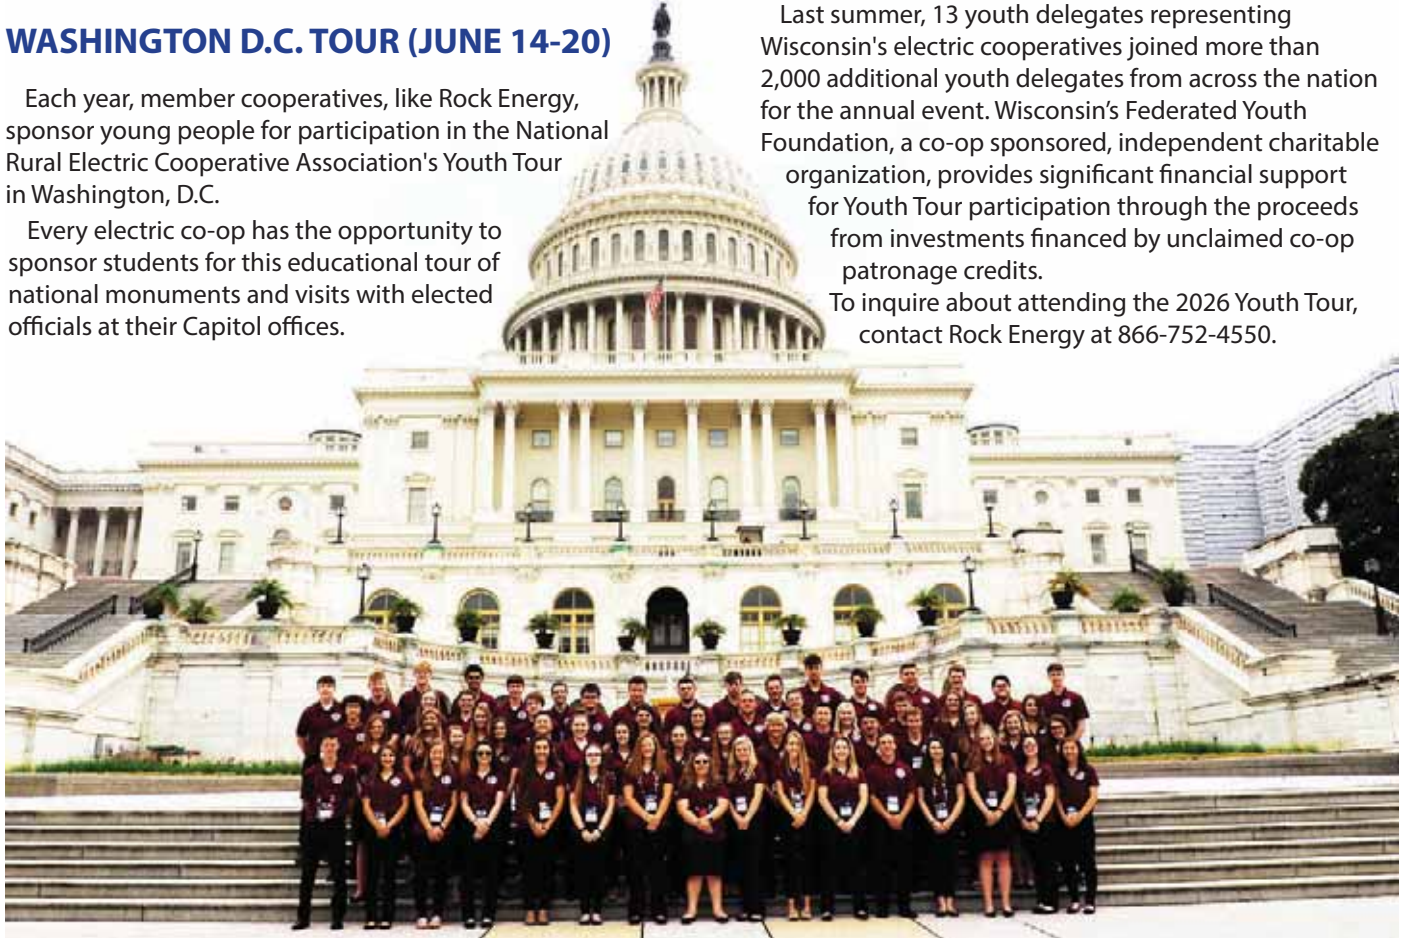 WASHINGTON D.C. TOUR (JUNE 14-20)
Each year, member cooperatives, like Rock Energy,
sponsor young people for participation in the National
Rural Electric Cooperative Association's Youth Tour
in Washington, D.C.
Every electric co-op has the opportunity to
sponsor students for this educational tour of
national monuments and visits with elected
officials at their Capitol offices.
Last summer, 13 youth delegates representing
Wisconsin's electric cooperatives joined more than
2,000 additional youth delegates from across the nation
for the annual event. Wisconsin’s Federated Youth
Foundation, a co-op sponsored, independent charitable
organization, provides significant financial support
for Youth Tour participation through the proceeds
from investments financed by unclaimed co-op
patronage credits.
To inquire about attending the 2026 Youth Tour,
contact Rock Energy at 866-752-4550.